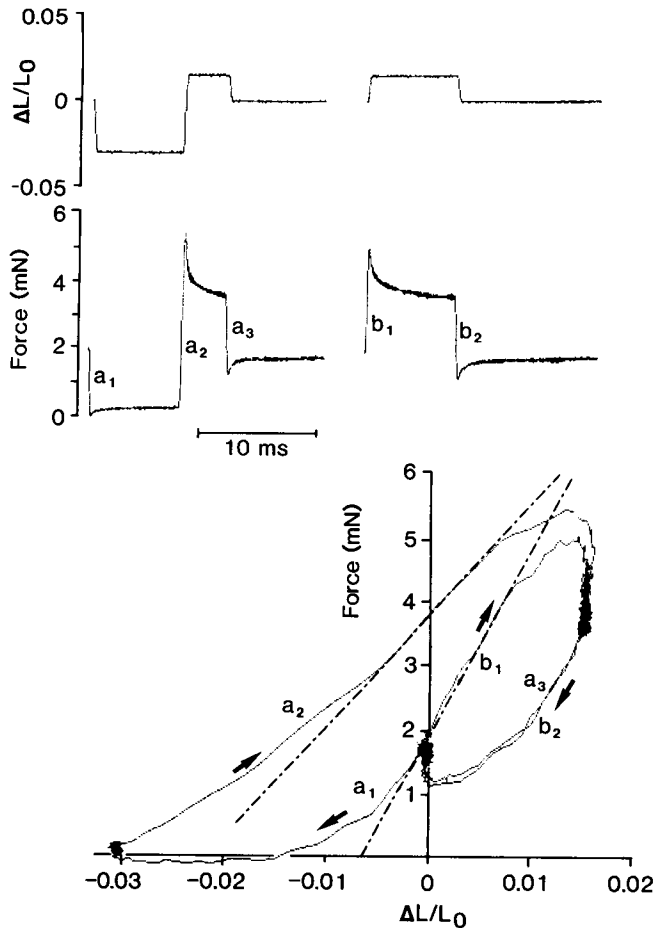 0.05
ΔL/L₀
0
-0.05
6
Force (mN)
4
2
0
a₁
a₂
a₃
b₁
b₂
10 ms
6
Force (mN)
5
4
3
2
1
b₁
a₃
b₂
a₂
a₁
-0.03
-0.02
-0.01
0
0.01
0.02
ΔL/L₀